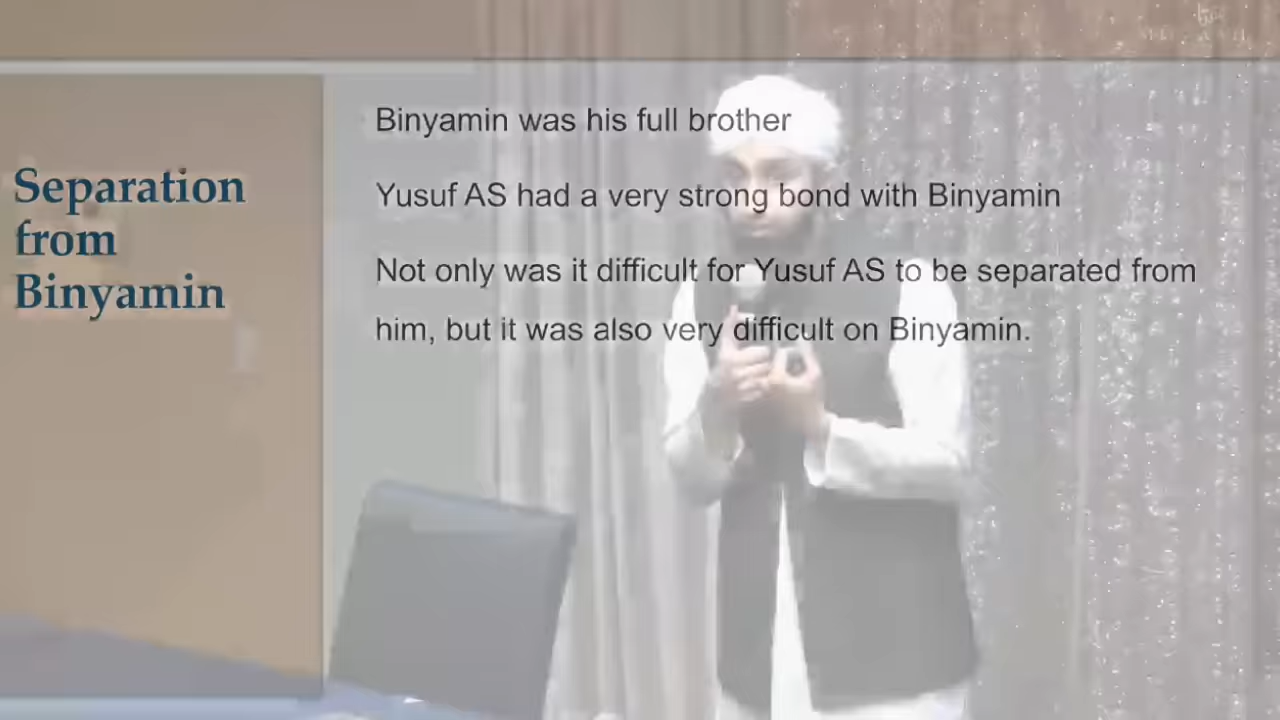 Separation
from
Binyamin
Binyamin was his full brother
Yusuf AS had a very strong bond with Binyamin
Not only was it difficult for Yusuf AS to be separated from
him, but it was also very difficult on Binyamin.